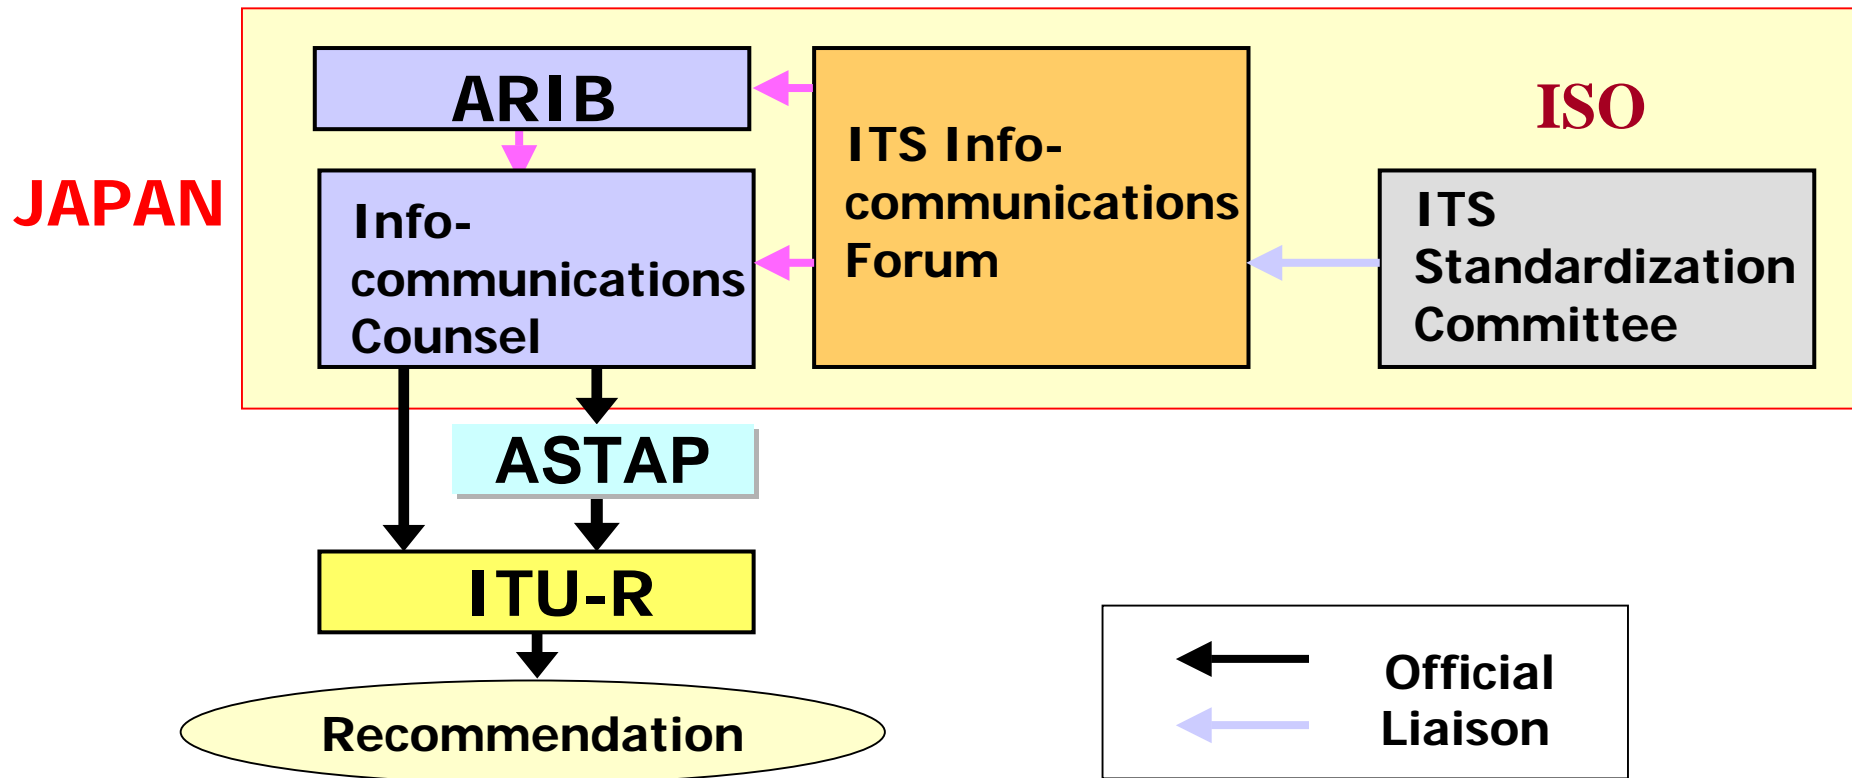 JAPAN
ARIB
Info-
communications
Counsel
ITS Info-
communications
Forum
ISO
ITS
Standardization
Committee
ASTAP
ITU-R
Recommendation
Official
Liaison